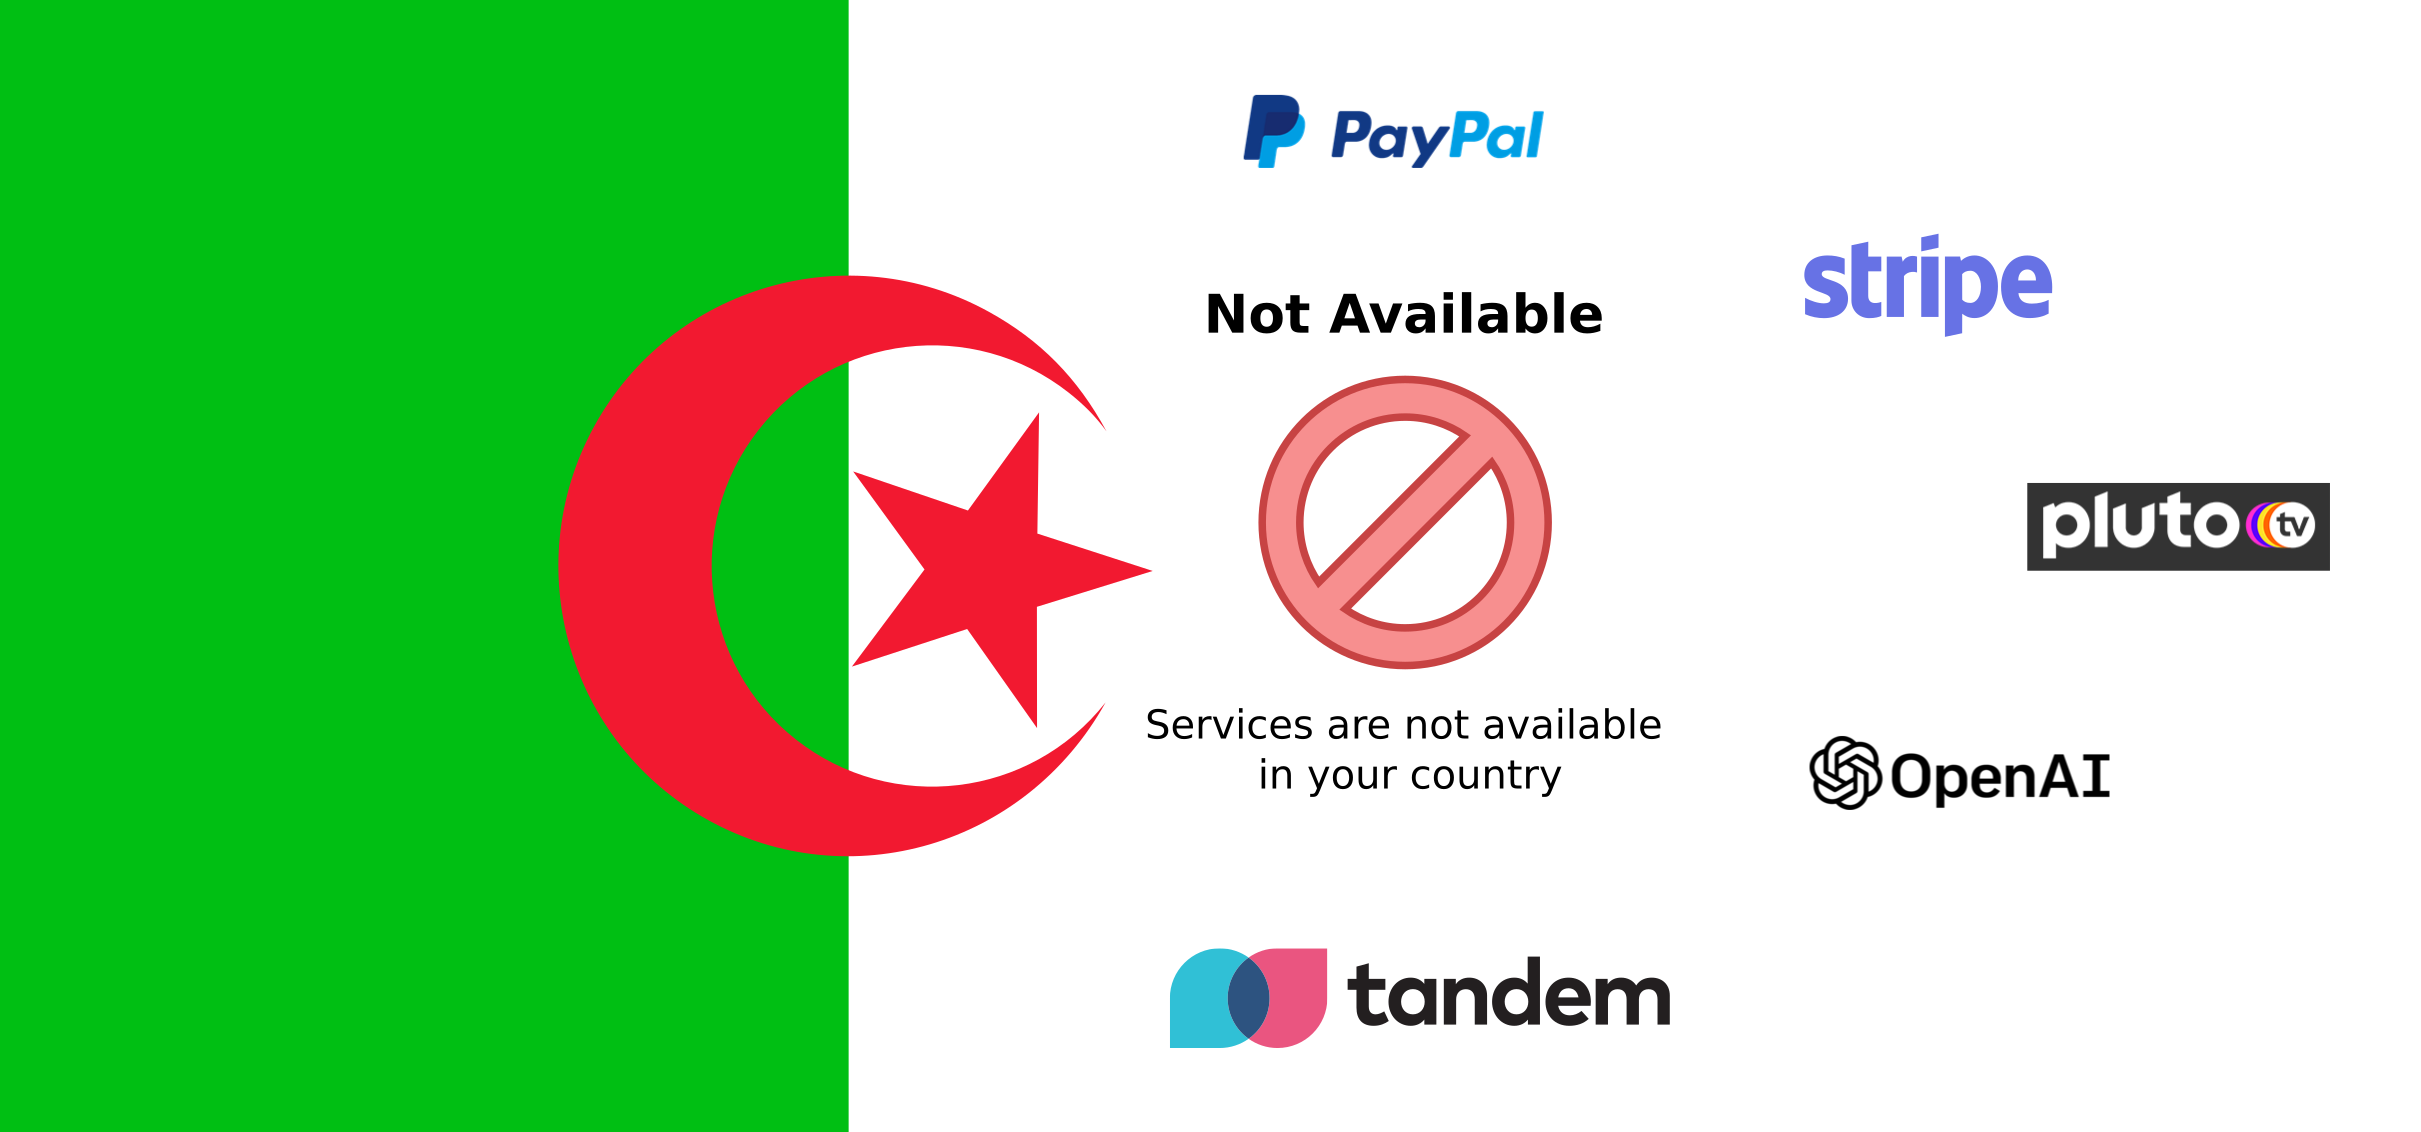 PayPal
stripe
Not Available
pluto tv
Services are not available
in your country
OpenAI
tandem